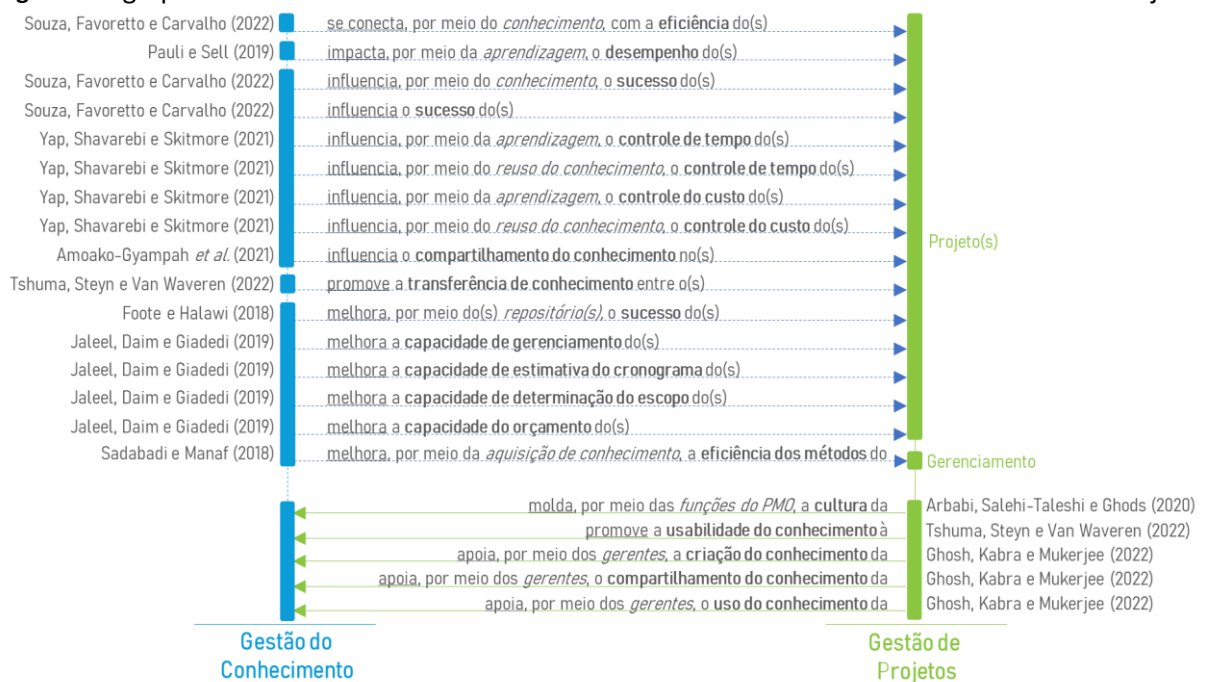 Souza, Favoretto e Carvalho (2022) se conecta, por meio do conhecimento, com a eficiência do(s)
Pauli e Sell (2019) impacta, por meio da aprendizagem, o desempenho do(s)
Souza, Favoretto e Carvalho (2022) influencia, por meio do conhecimento, o sucesso do(s)
Souza, Favoretto e Carvalho (2022) influencia o sucesso do(s)
Yap, Shavarebi e Skitmore (2021) influencia, por meio da aprendizagem, o controle de tempo do(s)
Yap, Shavarebi e Skitmore (2021) influencia, por meio do reuso do conhecimento, o controle de tempo do(s)
Yap, Shavarebi e Skitmore (2021) influencia, por meio da aprendizagem, o controle do custo do(s)
Yap, Shavarebi e Skitmore (2021) influencia, por meio do reuso do conhecimento, o controle do custo do(s)
Projeto(s)
Amoako-Gyampah et al. (2021) influencia o compartilhamento do conhecimento no(s)
Tshuma, Steyn e Van Waveren (2022) promove a transferência de conhecimento entre o(s)
Foote e Halawi (2018) melhora, por meio do(s) repositório(s), o sucesso do(s)
Jaleel, Daim e Giadedi (2019) melhora a capacidade de gerenciamento do(s)
Jaleel, Daim e Giadedi (2019) melhora a capacidade de estimativa do cronograma do(s)
Jaleel, Daim e Giadedi (2019) melhora a capacidade de determinação do escopo do(s)
Jaleel, Daim e Giadedi (2019) melhora a capacidade do orçamento do(s)
Sadabadi e Manaf (2018) melhora, por meio da aquisição de conhecimento, a eficiência dos métodos do Gerenciamento
molda, por meio das funções do PMO, a cultura da Arbabi, Salehi-Taleshi e Ghods (2020)
promove a usabilidade do conhecimento à Tshuma, Steyn e Van Waveren (2022)
apoia, por meio dos gerentes, a criação do conhecimento da Ghosh, Kabra e Mukerjee (2022)
apoia, por meio dos gerentes, o compartilhamento do conhecimento da Ghosh, Kabra e Mukerjee (2022)
apoia, por meio dos gerentes, o uso do conhecimento da Ghosh, Kabra e Mukerjee (2022)
Gestão do
Conhecimento
Gestão de
Projetos